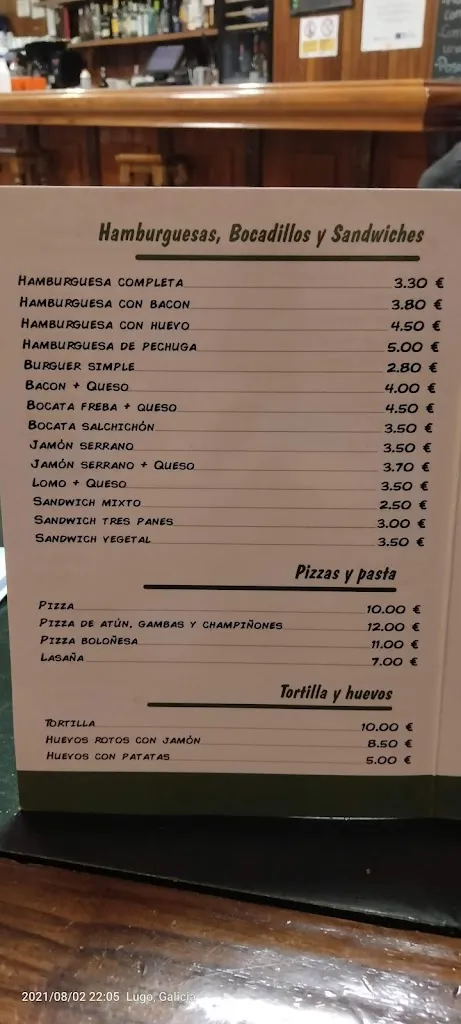 Hamburguesas, Bocadillos y Sandwiches
HAMBURGUESA COMPLETA 3.30 €
HAMBURGUESA CON BACON 3.80 €
HAMBURGUESA CON HUEVO 4.50 €
HAMBURGUESA DE PECHUGA 5.00 €
BURGUER SIMPLE 2.80 €
BACON + QUESO 4.00 €
BOCATA FREBA + QUESO 4.50 €
BOCATA SALCHICHÓN 3.50 €
JAMÓN SERRANO 3.50 €
JAMÓN SERRANO + QUESO 3.70 €
LOMO + QUESO 3.50 €
SANDWICH MIXTO 2.50 €
SANDWICH TRES PANES 3.00 €
SANDWICH VEGETAL 3.50 €
Pizzas y pasta
PIZZA 10.00 €
PIZZA DE ATÚN, GAMBAS Y CHAMPIÑONES 12.00 €
PIZZA BOLOÑESA 11.00 €
LASAÑA 7.00 €
Tortilla y huevos
TORTILLA 10.00 €
HUEVOS ROTOS CON JAMÓN 8.50 €
HUEVOS CON PATATAS 5.00 €
2021/08/02 22:05 Lugo, Galicia